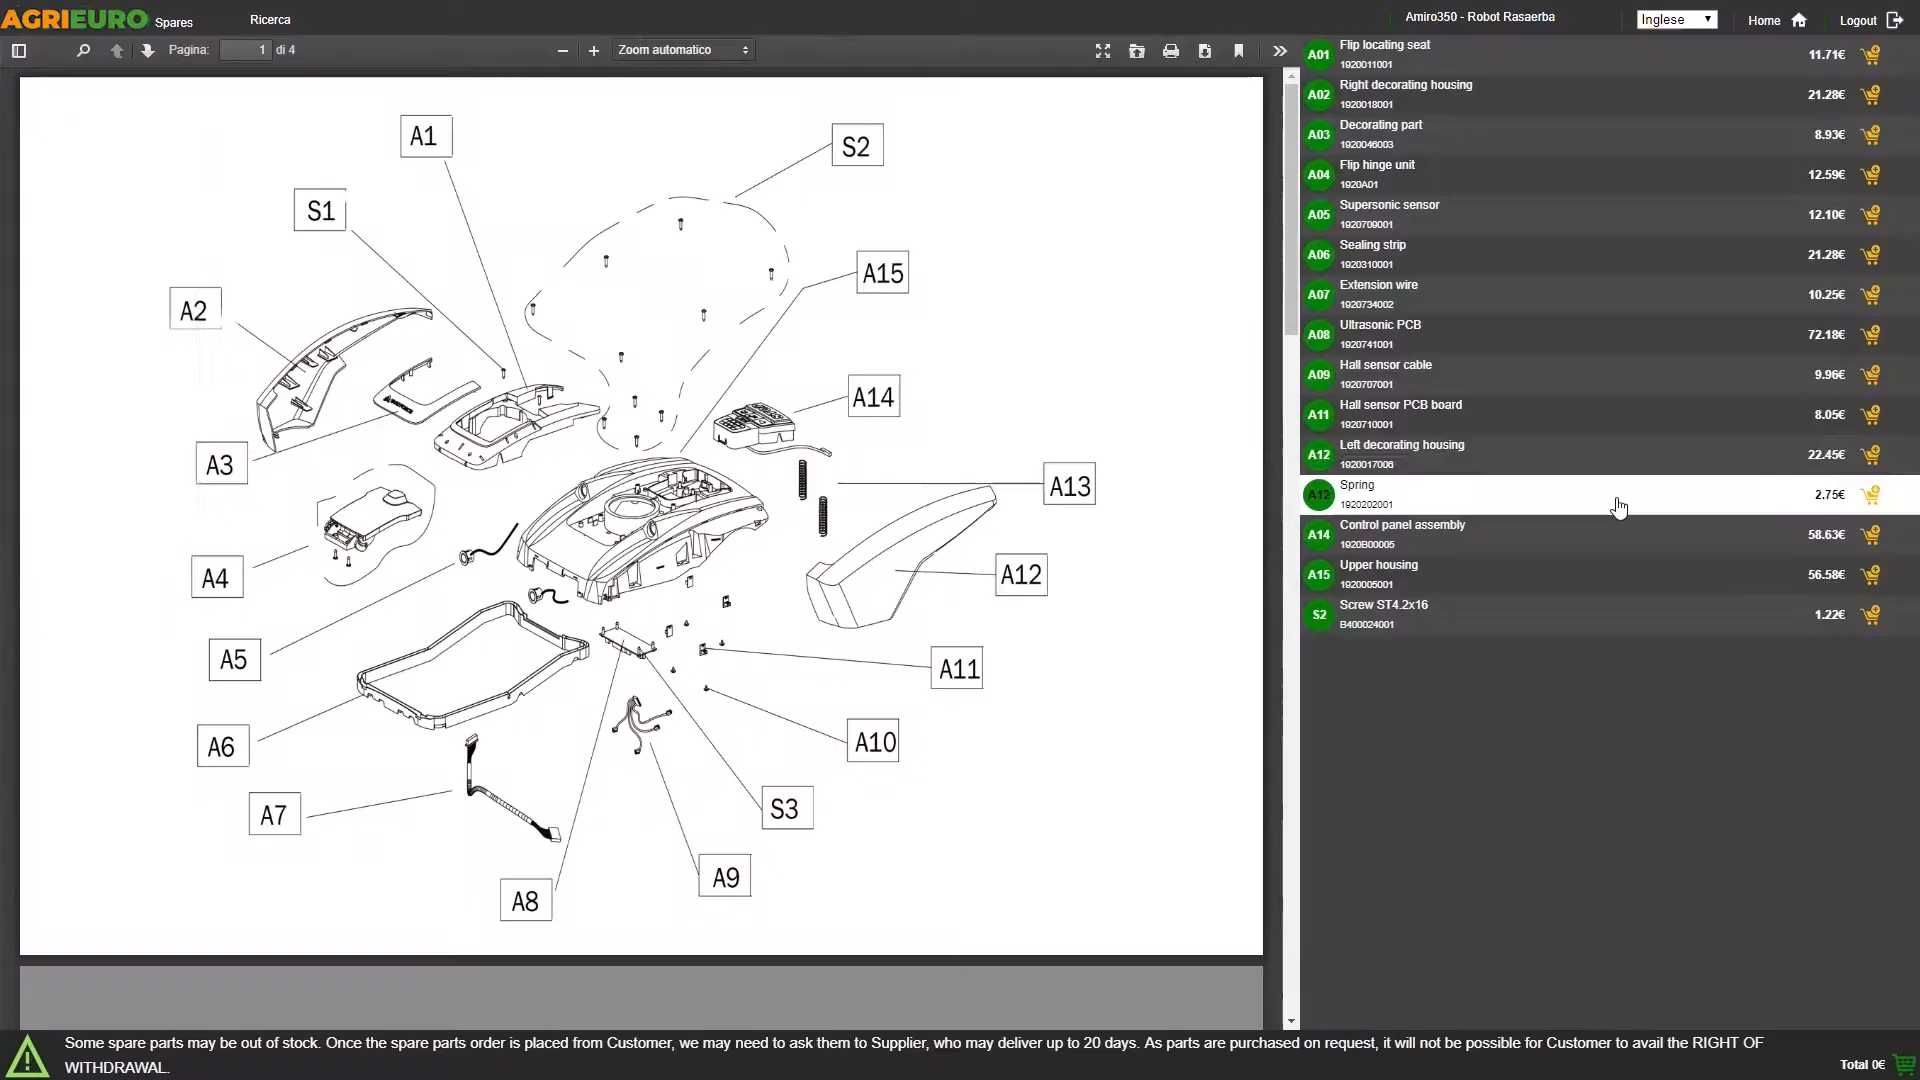 AGRIEURO Spares
Ricerca
Amiro350 - Robot Rasaerba
Inglese
Home
Logout
Pagina: 1 di 4
Zoom automatico
A1
S2
S1
A15
A2
A14
A3
A13
A4
A12
A5
A11
A6
A10
A7
S3
A9
A8
A01 Flip locating seat 11.71€
1920011001
A02 Right decorating housing 21.28€
1920018001
A03 Decorating part 8.93€
1920046003
A04 Flip hinge unit 12.59€
1920A01
A05 Supersonic sensor 12.10€
1920709001
A06 Sealing strip 21.28€
1920310001
A07 Extension wire 10.25€
1920734002
A08 Ultrasonic PCB 72.18€
1920741001
A09 Hall sensor cable 9.96€
1920707001
A11 Hall sensor PCB board 8.05€
1920710001
A12 Left decorating housing 22.45€
1920017006
A12 Spring 2.75€
1920202001
A14 Control panel assembly 58.63€
1920B00005
A15 Upper housing 56.58€
1920005001
S2 Screw ST4.2x16 1.22€
B400024001
Some spare parts may be out of stock. Once the spare parts order is placed from Customer, we may need to ask them to Supplier, who may deliver up to 20 days. As parts are purchased on request, it will not be possible for Customer to avail the RIGHT OF
WITHDRAWAL.
Total 0€